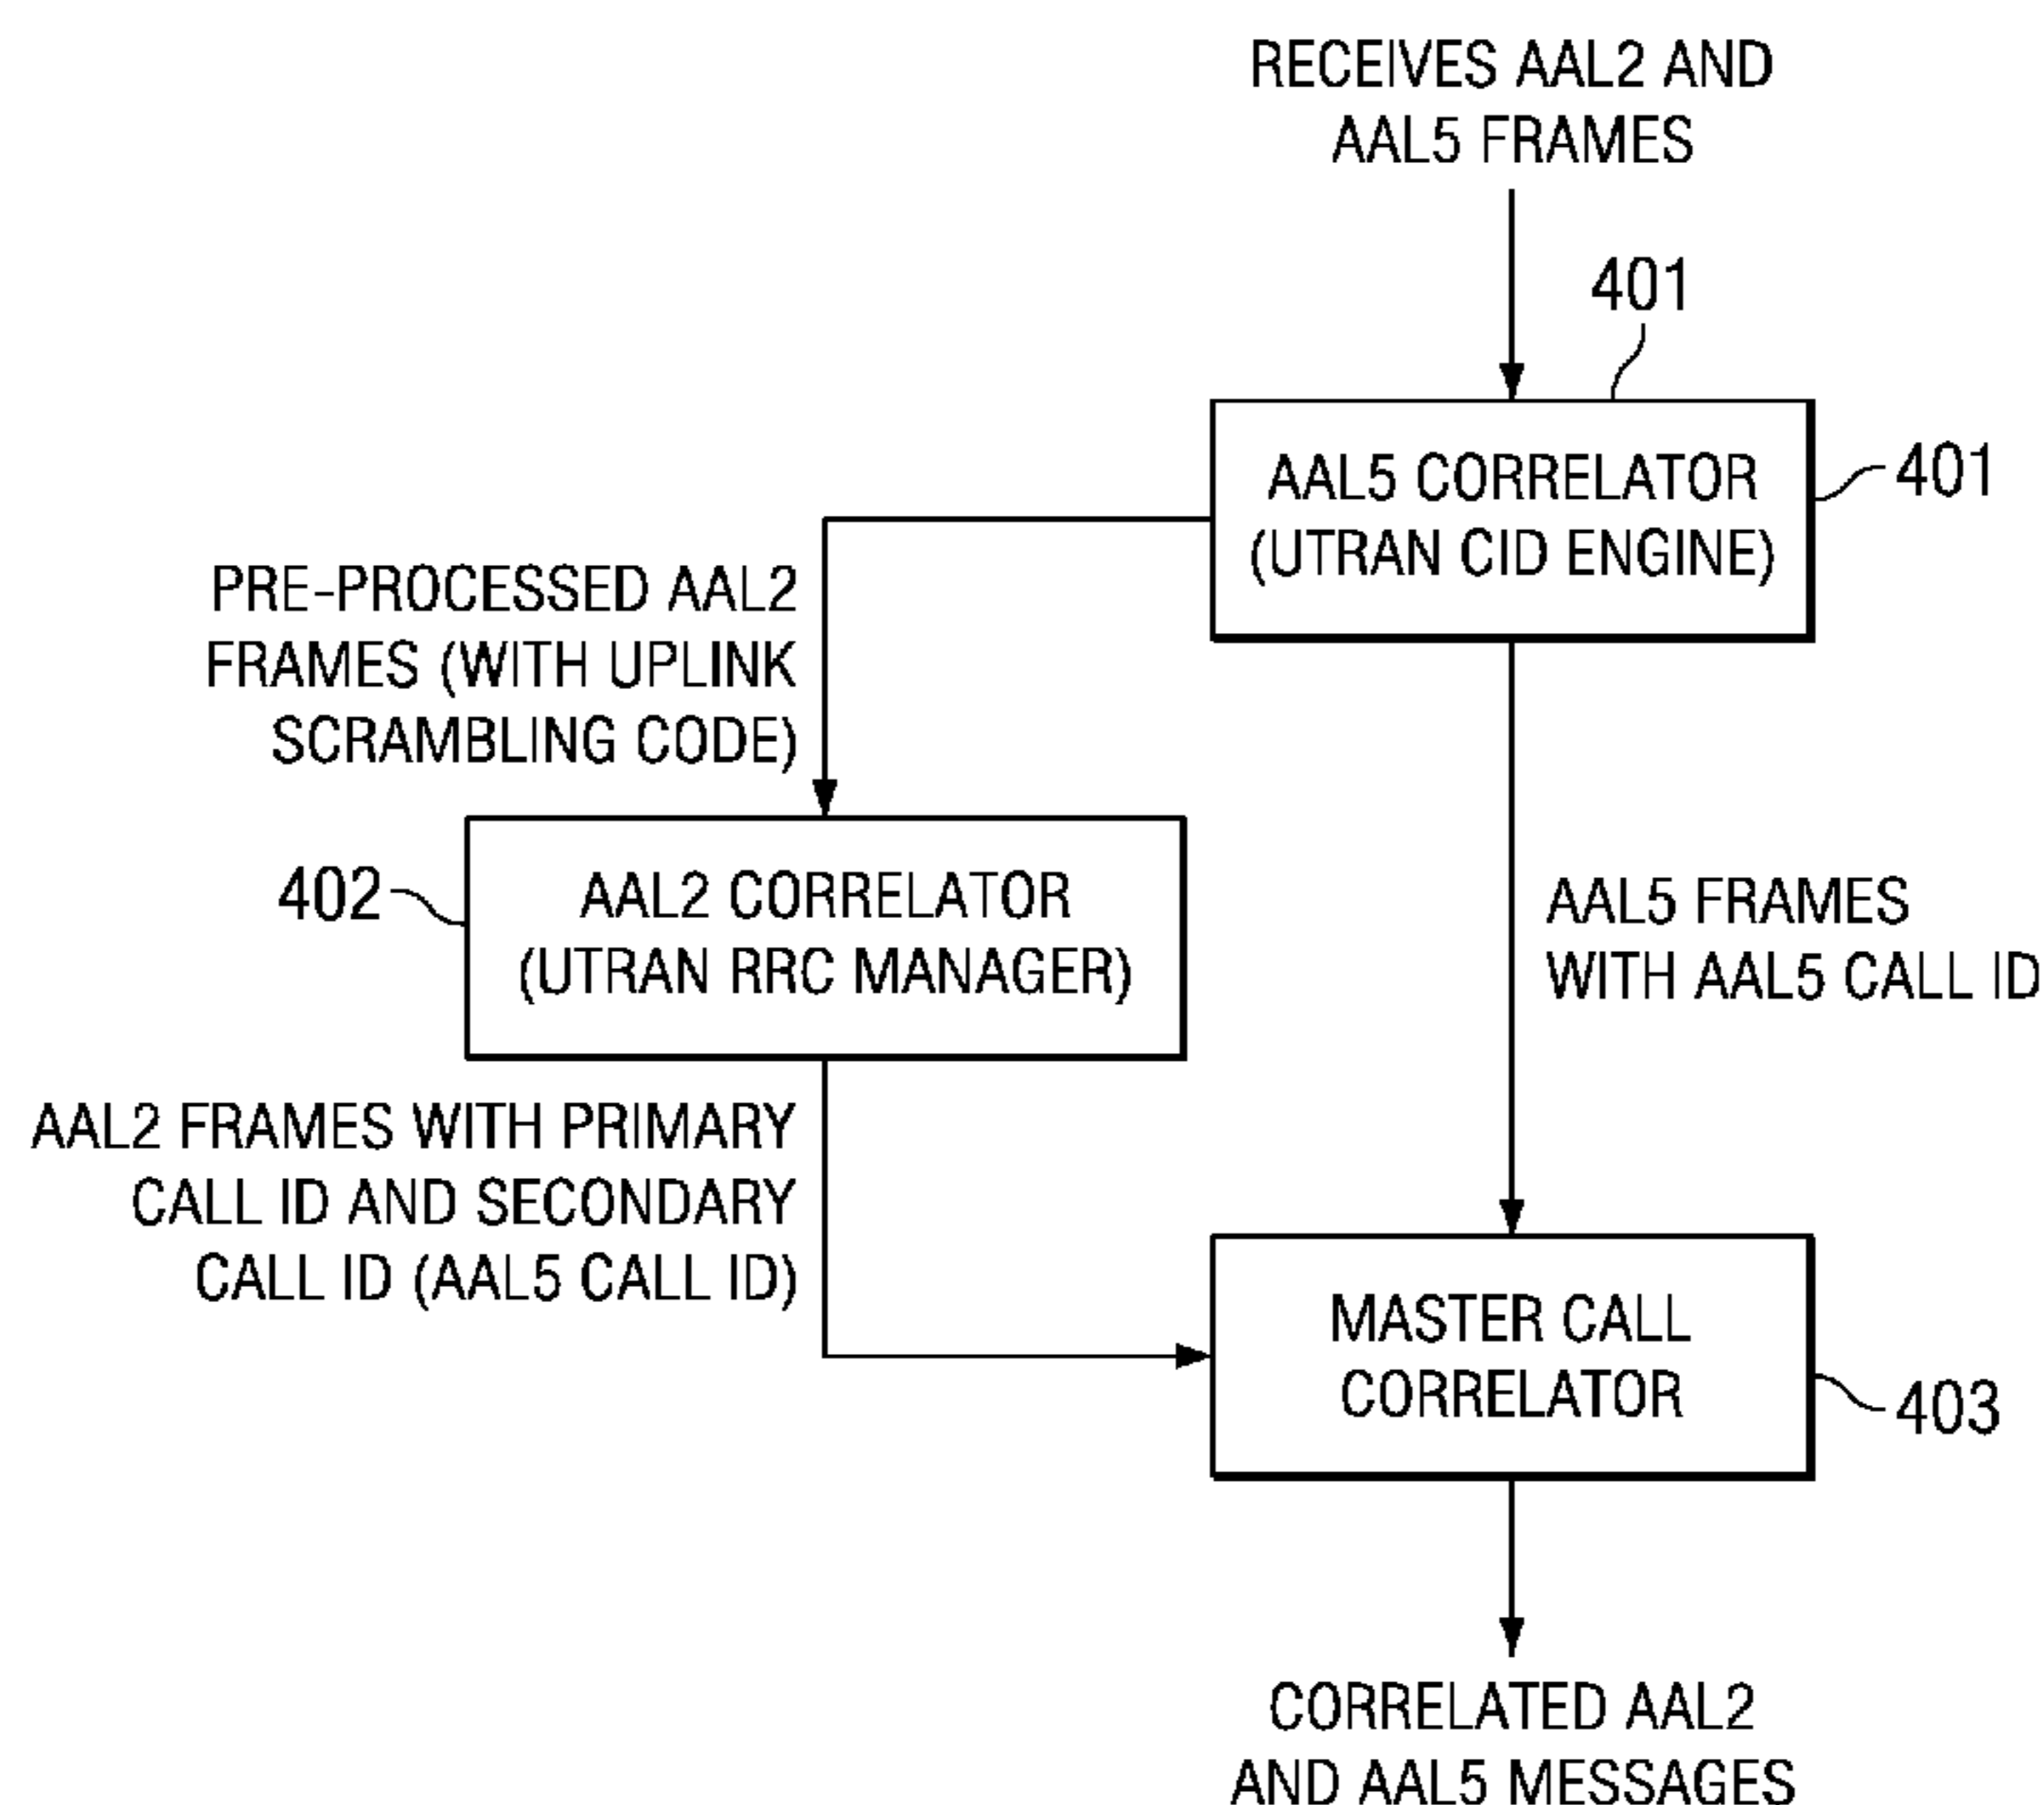 RECEIVES AAL2 AND
AAL5 FRAMES
401
AAL5 CORRELATOR
(UTRAN CID ENGINE)
401
PRE-PROCESSED AAL2
FRAMES (WITH UPLINK
SCRAMBLING CODE)
402
AAL2 CORRELATOR
(UTRAN RRC MANAGER)
AAL5 FRAMES
WITH AAL5 CALL ID
AAL2 FRAMES WITH PRIMARY
CALL ID AND SECONDARY
CALL ID (AAL5 CALL ID)
MASTER CALL
CORRELATOR
403
CORRELATED AAL2
AND AAL5 MESSAGES